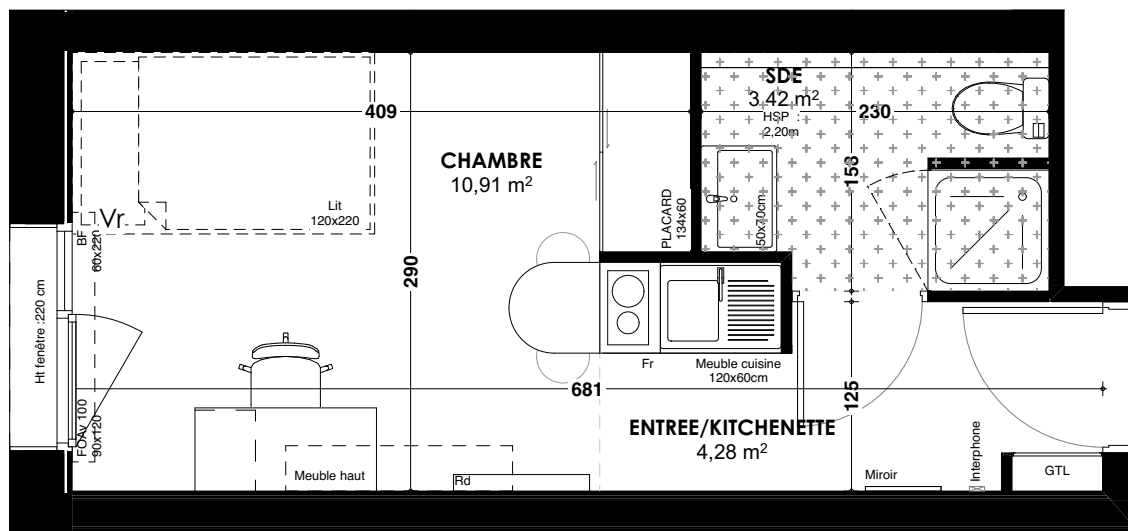 SDE
3,42 m²
HSP :
2,20m
409
230
CHAMBRE
10,91 m²
158
Lit
120x220
Vr.
PLACARD
134x60
50x70cm
BF
60x220
290
Ht fenêtre :220 cm
Fr
Meuble cuisine
120x60cm
681
125
FOAv 100
90x120
ENTREE/KITCHENETTE
4,28 m²
Meuble haut
Rd
Miroir
Interphone
GTL